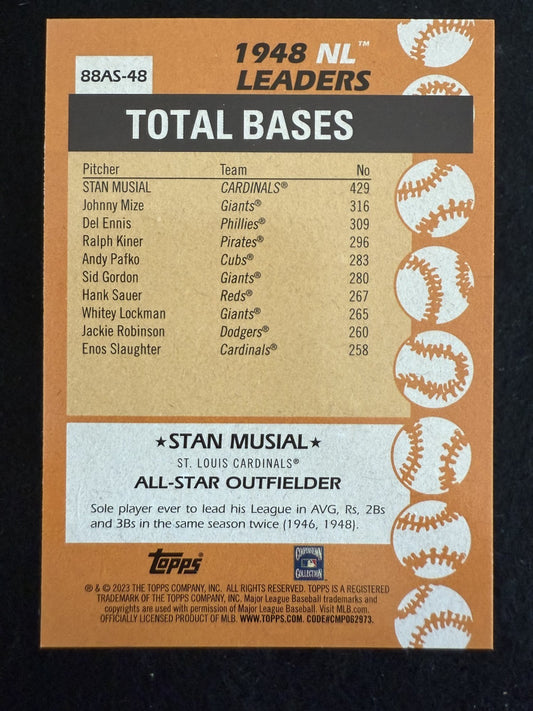 88AS-48
1948 NL™
LEADERS
TOTAL BASES
Pitcher Team No
STAN MUSIAL CARDINALS® 429
Johnny Mize Giants® 316
Del Ennis Phillies® 309
Ralph Kiner Pirates® 296
Andy Pafko Cubs® 283
Sid Gordon Giants® 280
Hank Sauer Reds® 267
Whitey Lockman Giants® 265
Jackie Robinson Dodgers® 260
Enos Slaughter Cardinals® 258
★STAN MUSIAL★
ST. LOUIS CARDINALS®
ALL-STAR OUTFIELDER
Sole player ever to lead his League in AVG, Rs, 2Bs
and 3Bs in the same season twice (1946, 1948).
Topps
COOPERSTOWN
COLLECTION
® & © 2023 THE TOPPS COMPANY, INC. ALL RIGHTS RESERVED. TOPPS IS A REGISTERED
TRADEMARK OF THE TOPPS COMPANY, INC. Major League Baseball trademarks and
copyrights are used with permission of Major League Baseball. Visit MLB.com.
OFFICIALLY LICENSED PRODUCT OF MLB. WWW.TOPPS.COM. CODE#CMP062973.